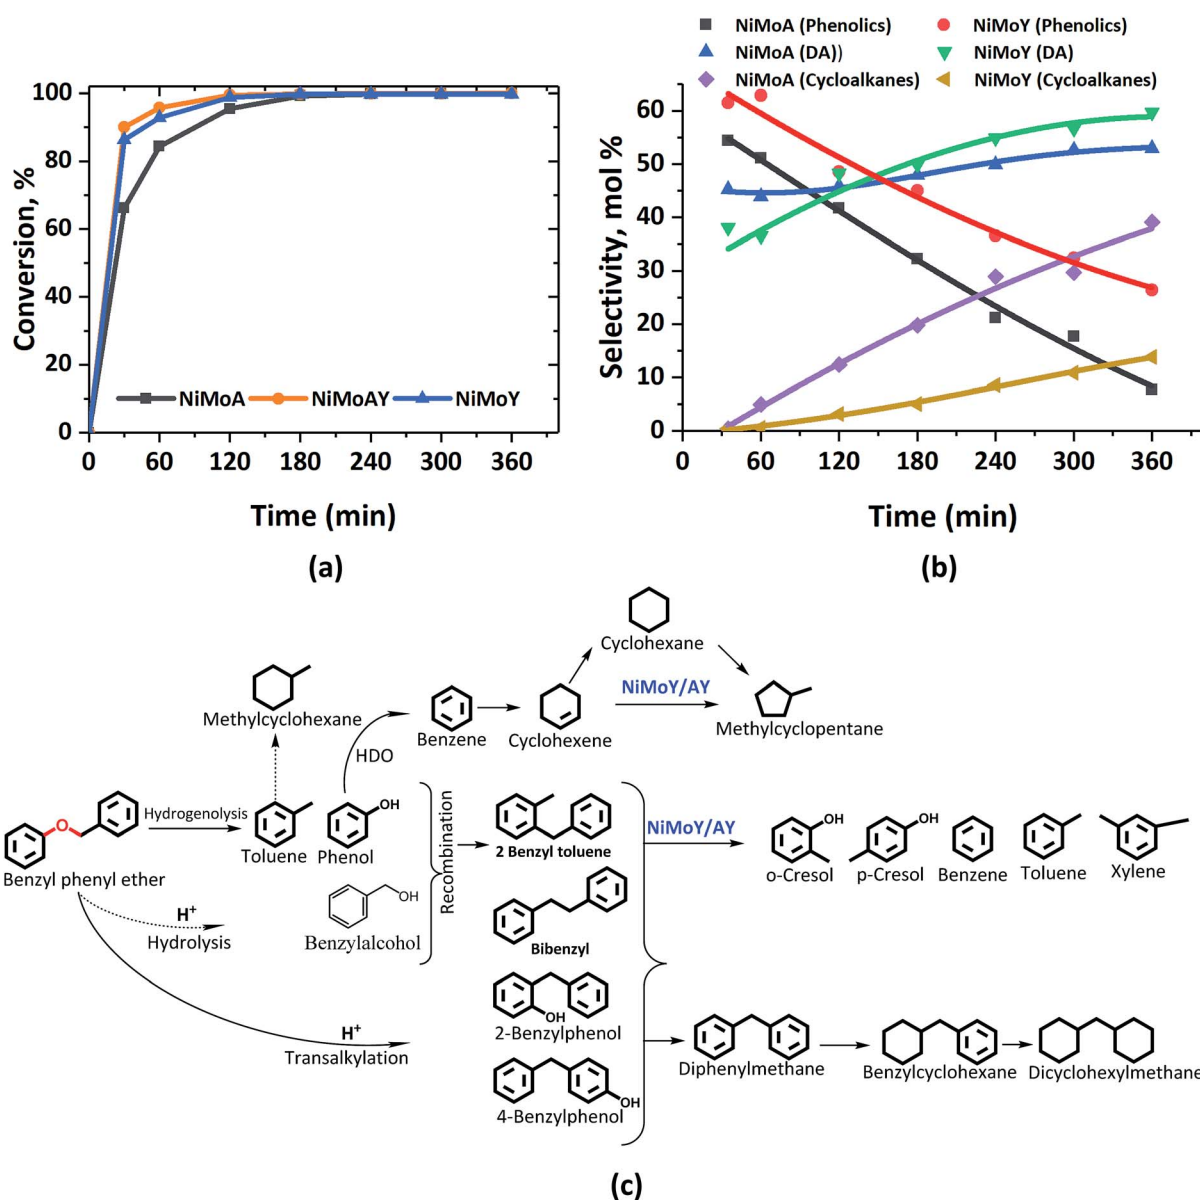 NiMoA (Phenolics)
NiMoY (Phenolics)
NiMoA (DA))
NiMoY (DA)
NiMoA (Cycloalkanes)
NiMoY (Cycloalkanes)
Conversion, %
100
80
60
40
20
0
NiMoA
NiMoAY
NiMoY
0 60 120 180 240 300 360
Time (min)
(a)
Selectivity, mol %
60
50
40
30
20
10
0
0 60 120 180 240 300 360
Time (min)
(b)
Cyclohexane
NiMoY/AY
Methylcyclohexane
HDO
Benzene
Cyclohexene
Methylcyclopentane
O
Benzyl phenyl ether
Hydrogenolysis
Toluene
OH
Phenol
OH
Benzylalcohol
Recombination
H+
Hydrolysis
H+
Transalkylation
2 Benzyl toluene
Bibenzyl
OH
2-Benzylphenol
OH
4-Benzylphenol
NiMoY/AY
OH
o-Cresol
OH
p-Cresol
Benzene
Toluene
Xylene
Diphenylmethane
Benzylcyclohexane
Dicyclohexylmethane
(c)